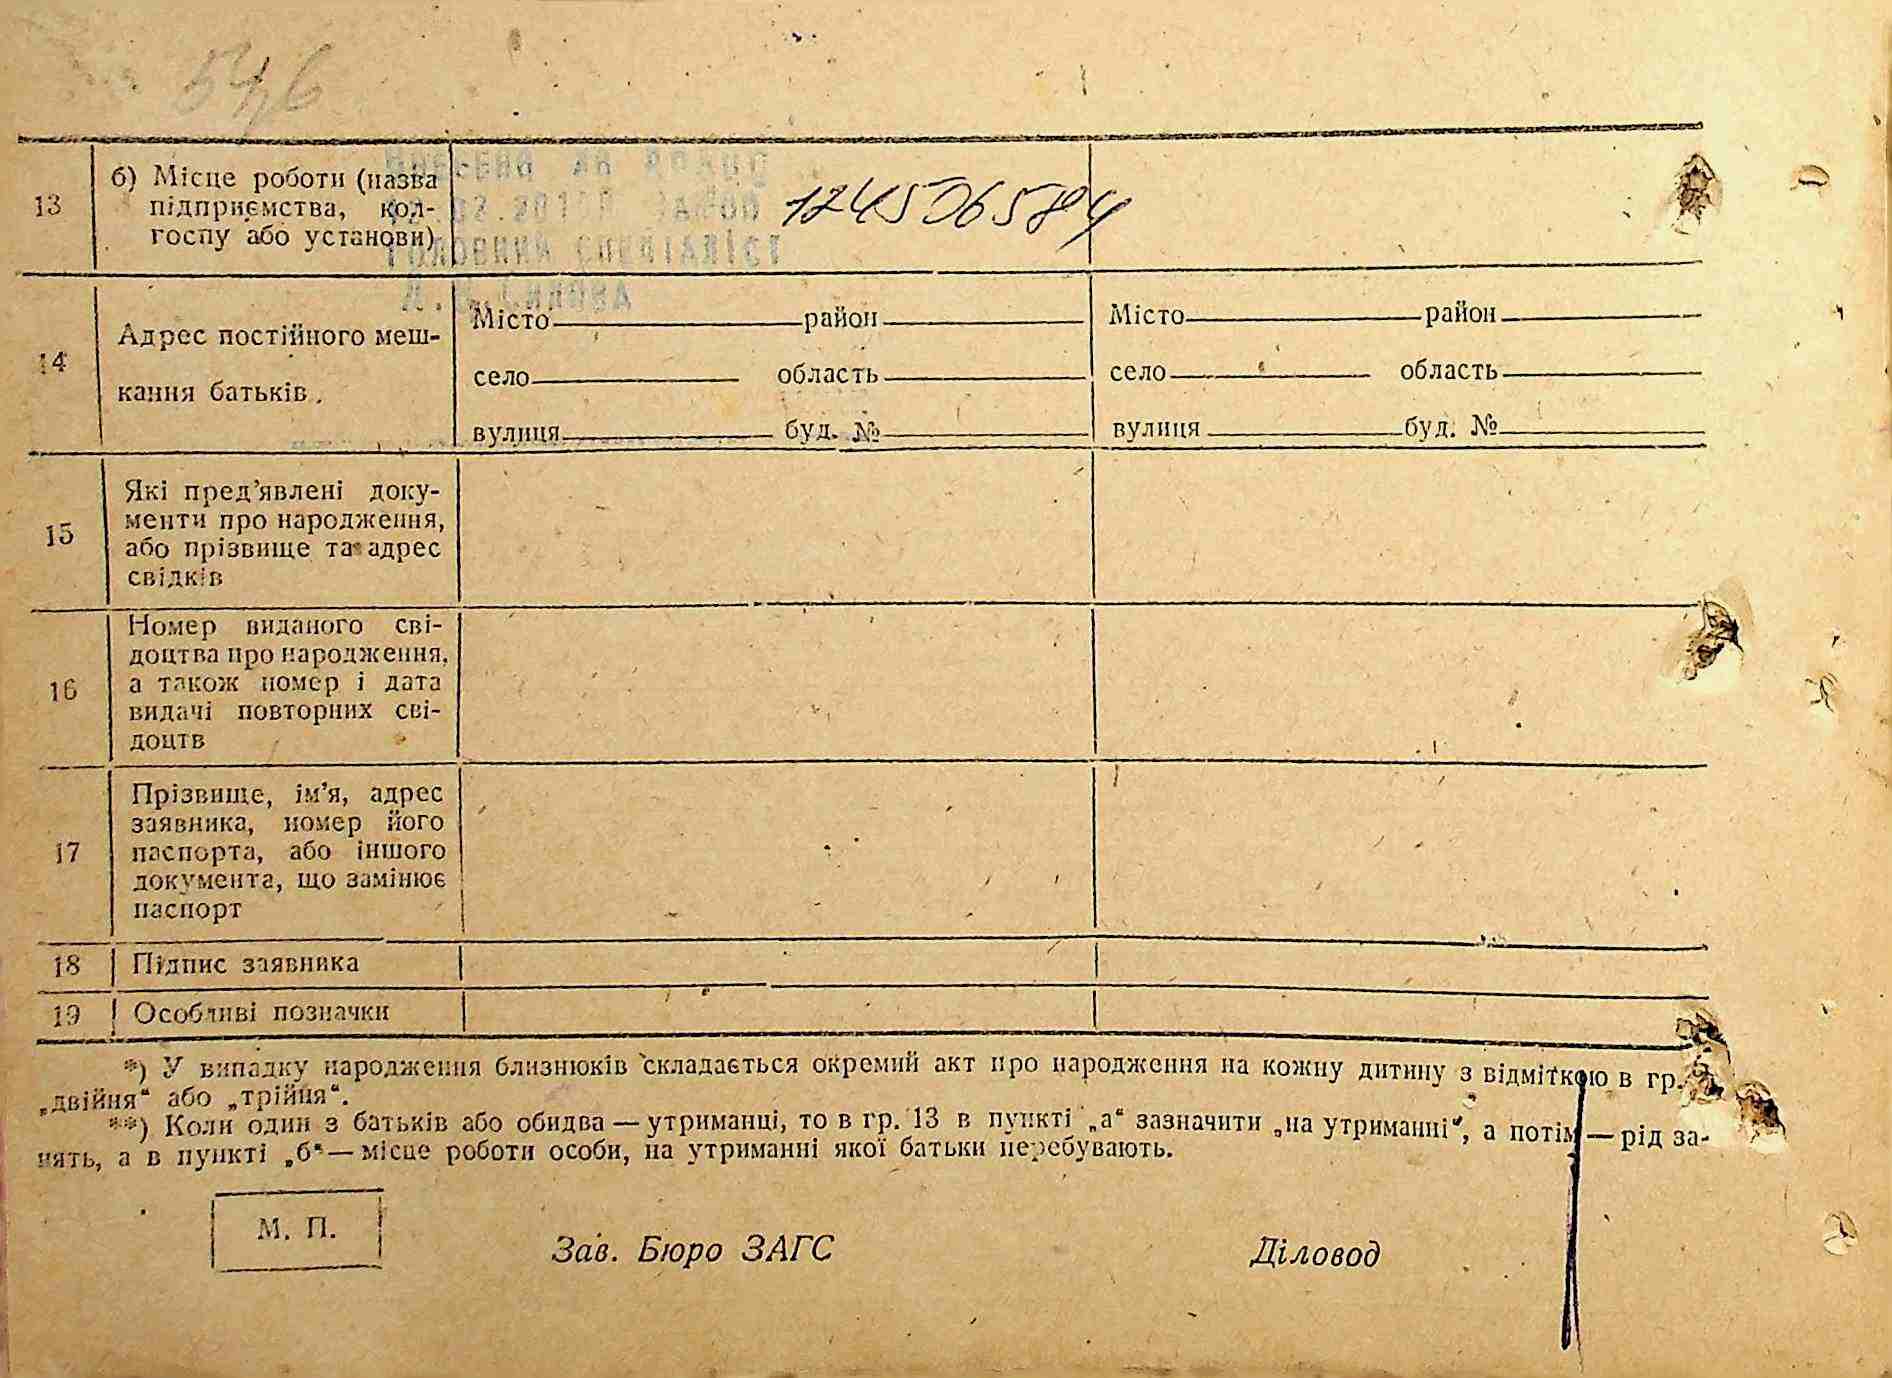 546
13
б) Місце роботи (назва
підприємства, кол-
госпу або установи)
124506584
ГОЛОВНИЙ СПЕЦІАЛІСТ
14
Адрес постійного меш-
кання батьків.
Місто район
село область
вулиця буд. №
Місто район
село область
вулиця буд. №
15
Які пред’явлені доку-
менти про народження,
або прізвище та адрес
свідків
16
Номер виданого сві-
доцтва про народження,
а також номер і дата
видачі повторних сві-
доцтв
17
Прізвище, ім’я, адрес
заявника, номер його
паспорта, або іншого
документа, що замінює
паспорт
18 Підпис заявника
19 Особливі позначки
*) У випадку народження близнюків складається окремий акт про народження на кожну дитину з відміткою в гр.
„двійня“ або „трійня“.
**) Коли один з батьків або обидва — утриманці, то в гр. 13 в пункті „а“ зазначити „на утриманні“, а потім — рід за-
нять, а в пункті „б“ — місце роботи особи, на утриманні якої батьки перебувають.
М. П.
Зав. Бюро ЗАГС
Діловод